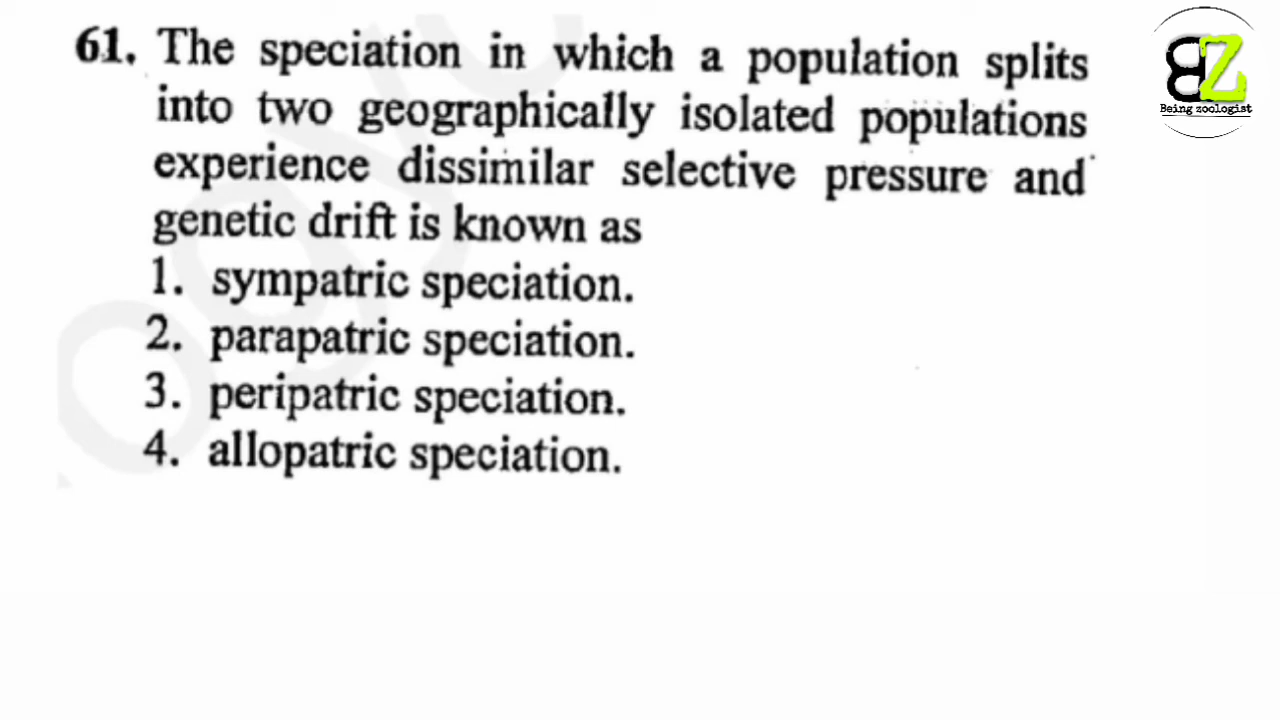 61. The speciation in which a population splits
into two geographically isolated populations
experience dissimilar selective pressure and
genetic drift is known as
1. sympatric speciation.
2. parapatric speciation.
3. peripatric speciation.
4. allopatric speciation.
BZ
Being zoologist